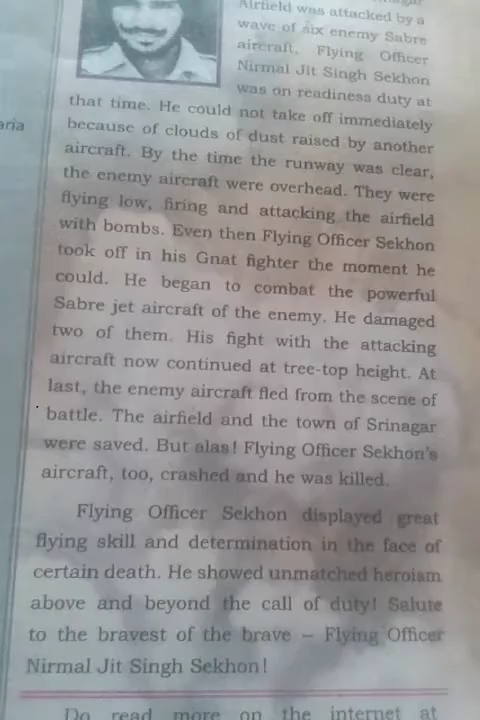 Airfield was attacked by a
wave of six enemy Sabre
aircraft. Flying Officer
Nirmal Jit Singh Sekhon
was on readiness duty at
that time. He could not take off immediately
because of clouds of dust raised by another
aircraft. By the time the runway was clear,
the enemy aircraft were overhead. They were
flying low, firing and attacking the airfield
with bombs. Even then Flying Officer Sekhon
took off in his Gnat fighter the moment he
could. He began to combat the powerful
Sabre jet aircraft of the enemy. He damaged
two of them. His fight with the attacking
aircraft now continued at tree-top height. At
last, the enemy aircraft fled from the scene of
battle. The airfield and the town of Srinagar
were saved. But alas! Flying Officer Sekhon's
aircraft, too, crashed and he was killed.
Flying Officer Sekhon displayed great
flying skill and determination in the face of
certain death. He showed unmatched heroism
above and beyond the call of duty! Salute
to the bravest of the brave – Flying Officer
Nirmal Jit Singh Sekhon!
Do read more on the internet at